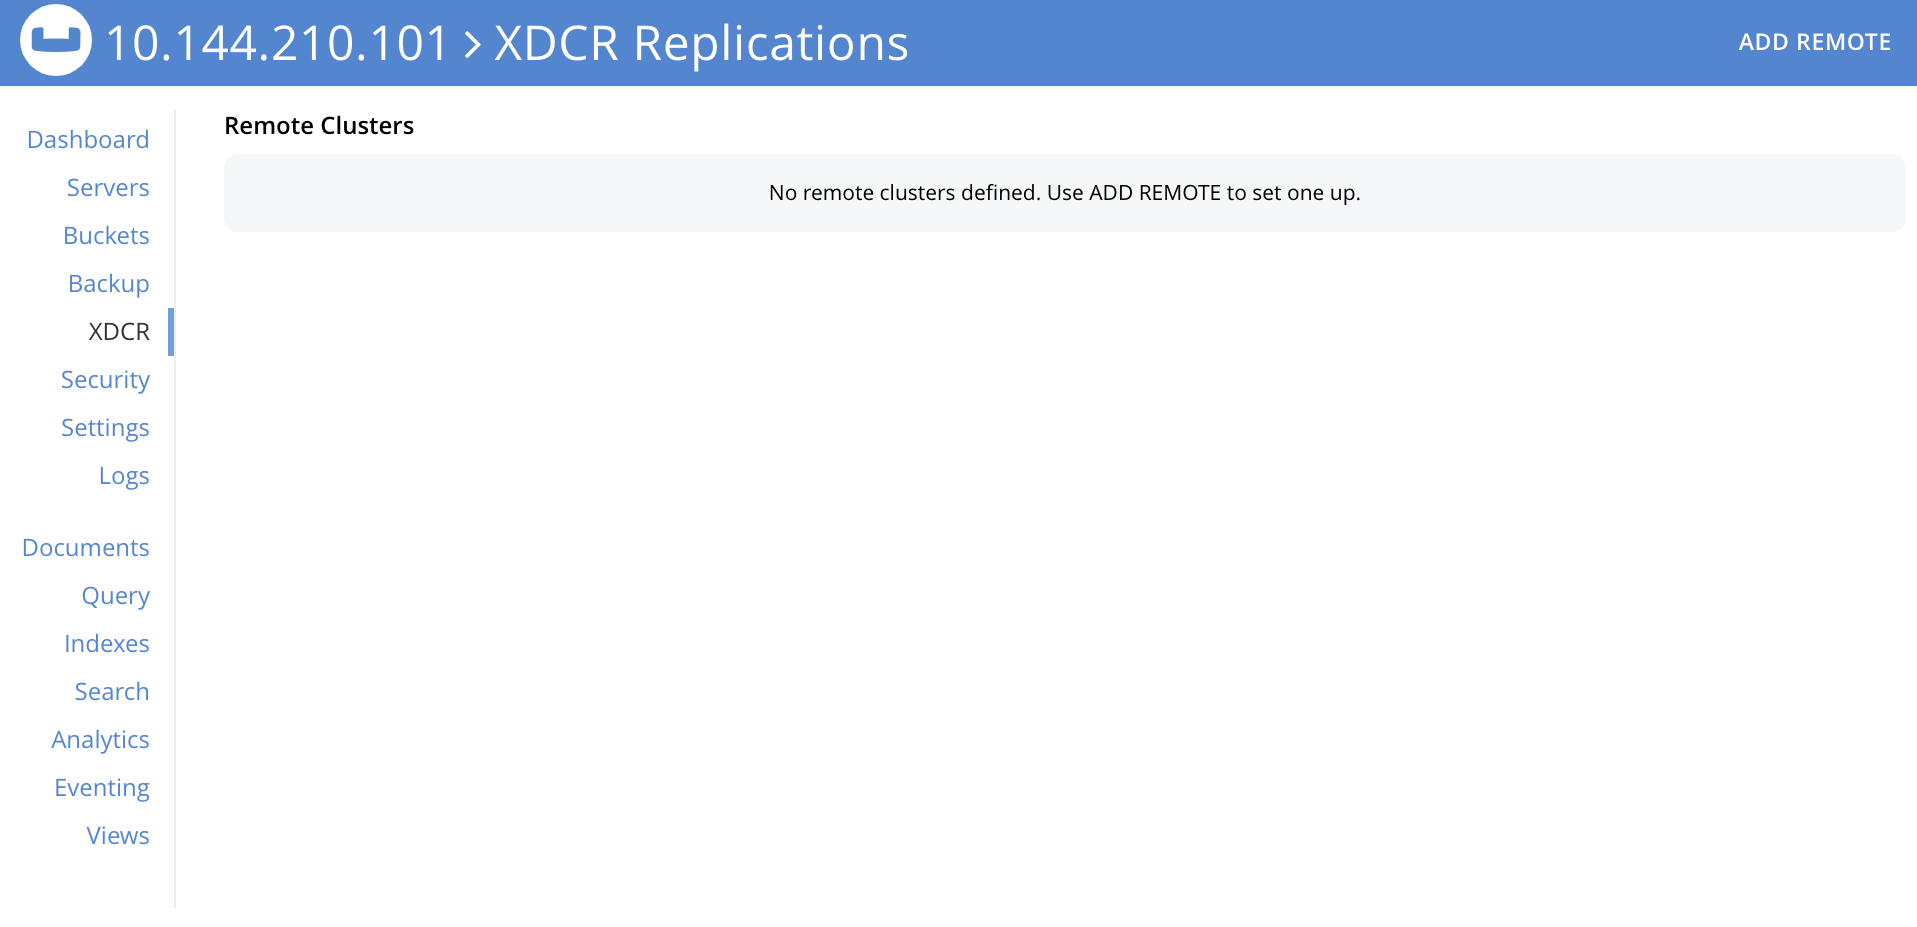 10.144.210.101 > XDCR Replications
ADD REMOTE
Dashboard
Servers
Buckets
Backup
XDCR
Security
Settings
Logs
Documents
Query
Indexes
Search
Analytics
Eventing
Views
Remote Clusters
No remote clusters defined. Use ADD REMOTE to set one up.